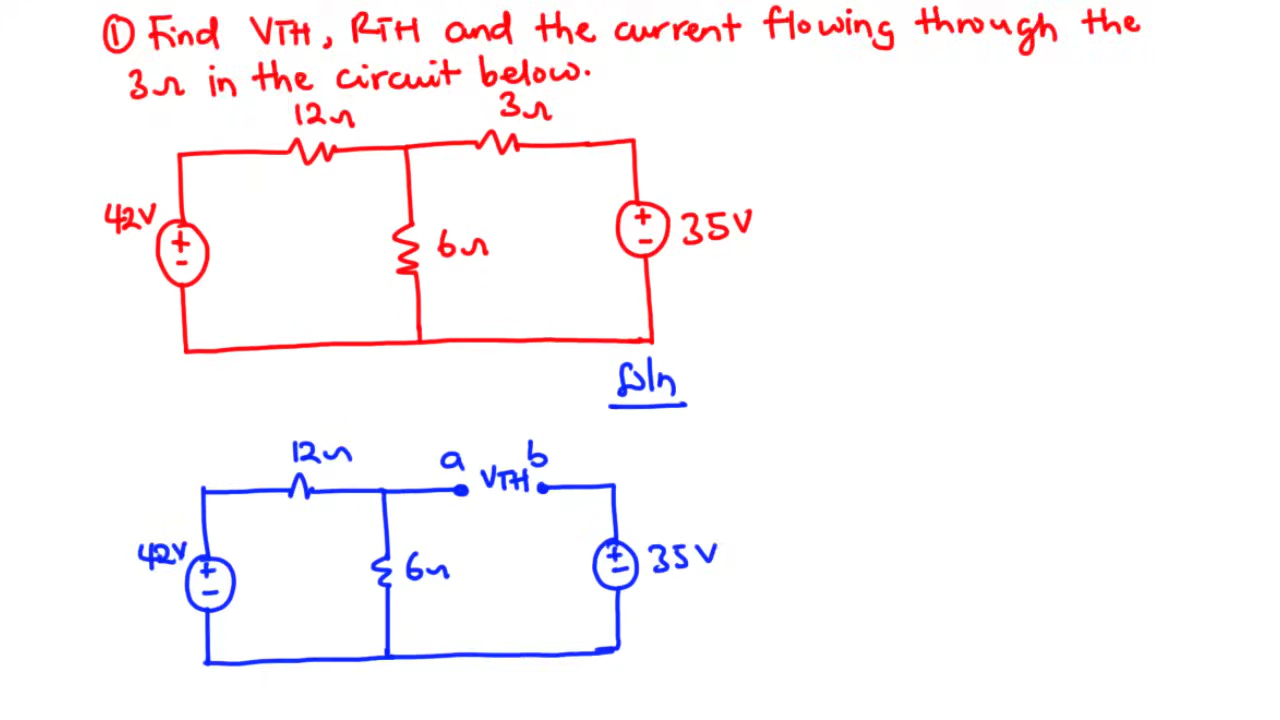 ① Find VTH, RTH and the current flowing through the
3Ω in the circuit below.
12Ω 3Ω
42V + - 6Ω + - 35V
Soln
12Ω a VTH b
42V + - 6Ω + - 35V